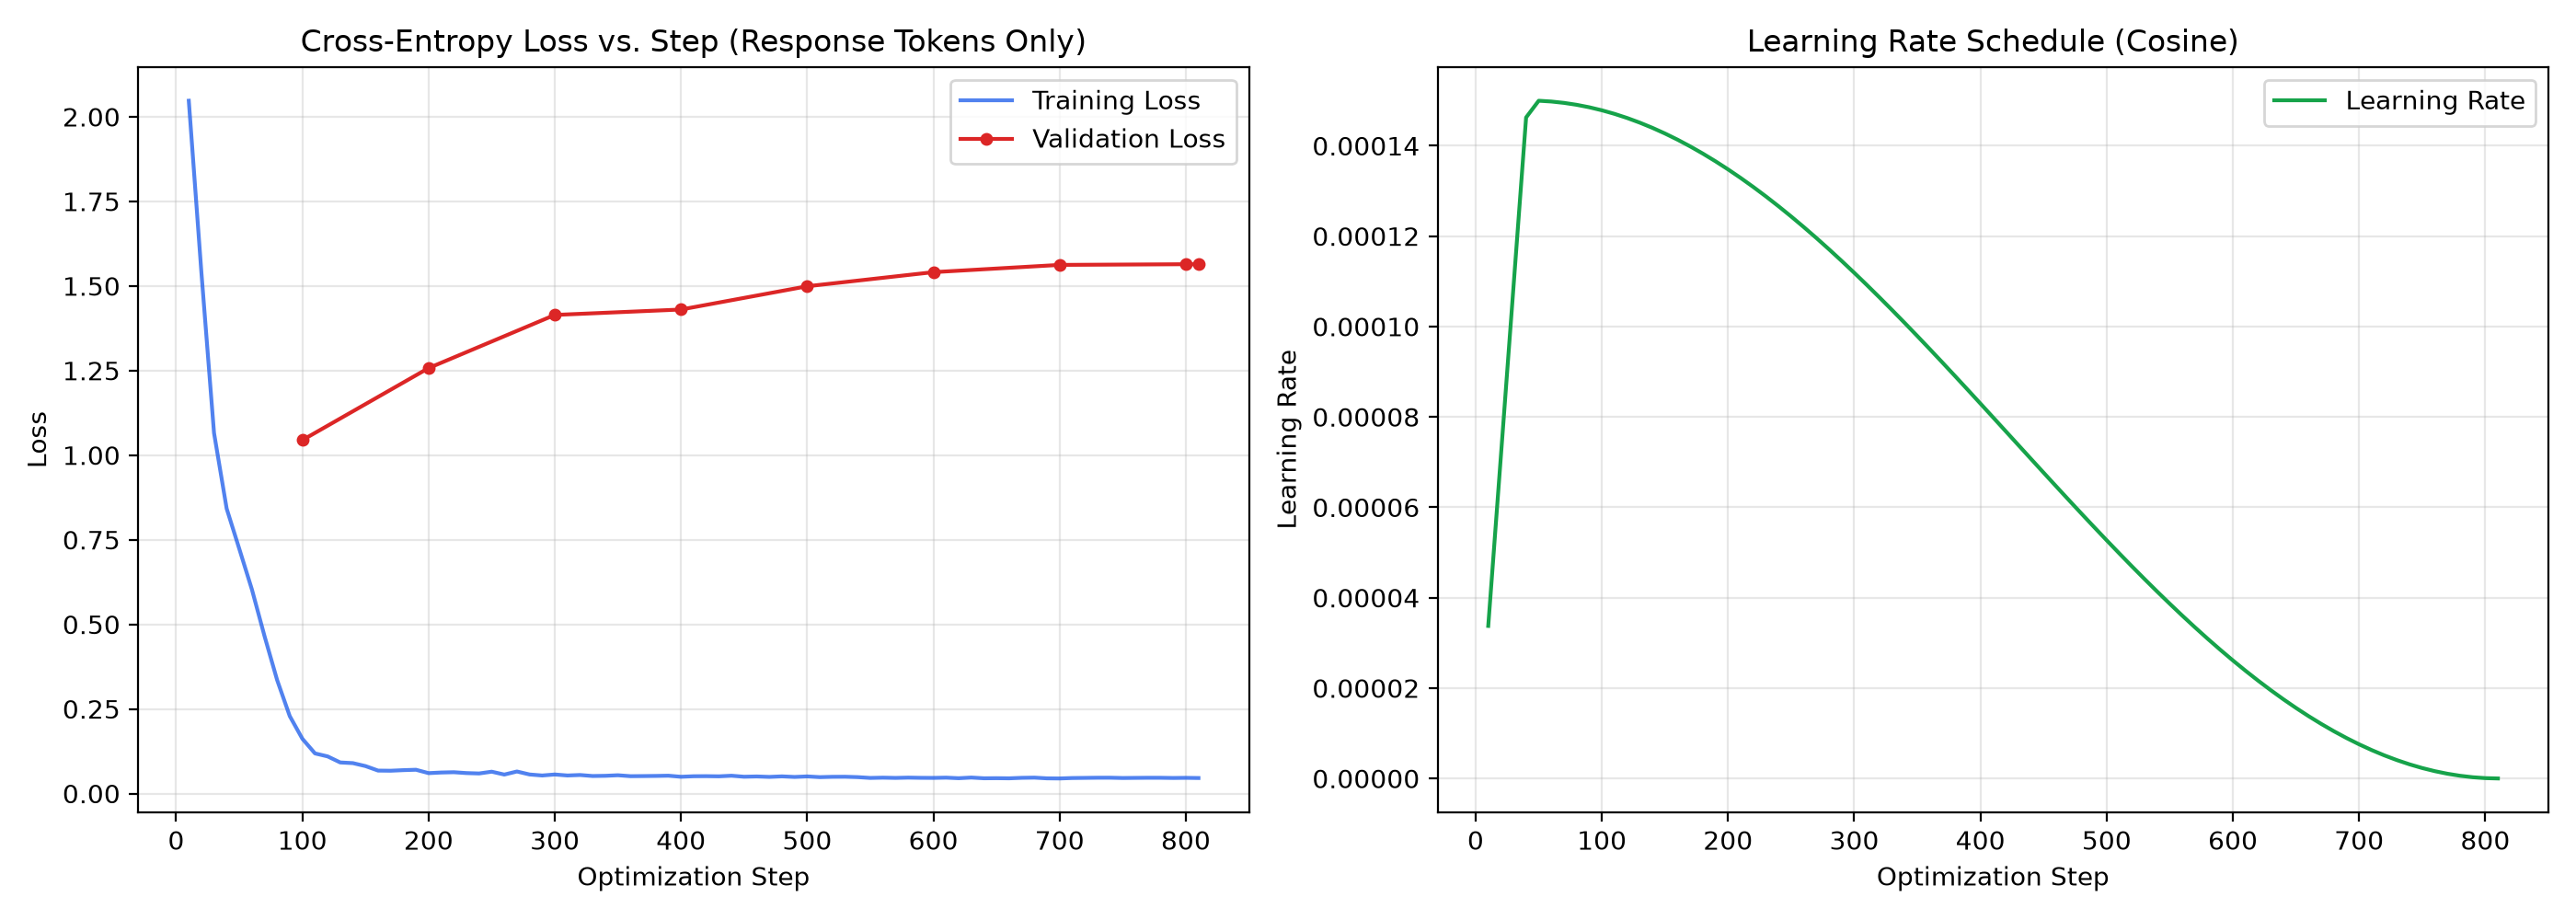 Cross-Entropy Loss vs. Step (Response Tokens Only)
Training Loss
Validation Loss
2.00
1.75
1.50
1.25
1.00
0.75
0.50
0.25
0.00
Loss
0 100 200 300 400 500 600 700 800
Optimization Step
Learning Rate Schedule (Cosine)
Learning Rate
0.00014
0.00012
0.00010
0.00008
0.00006
0.00004
0.00002
0.00000
Learning Rate
0 100 200 300 400 500 600 700 800
Optimization Step